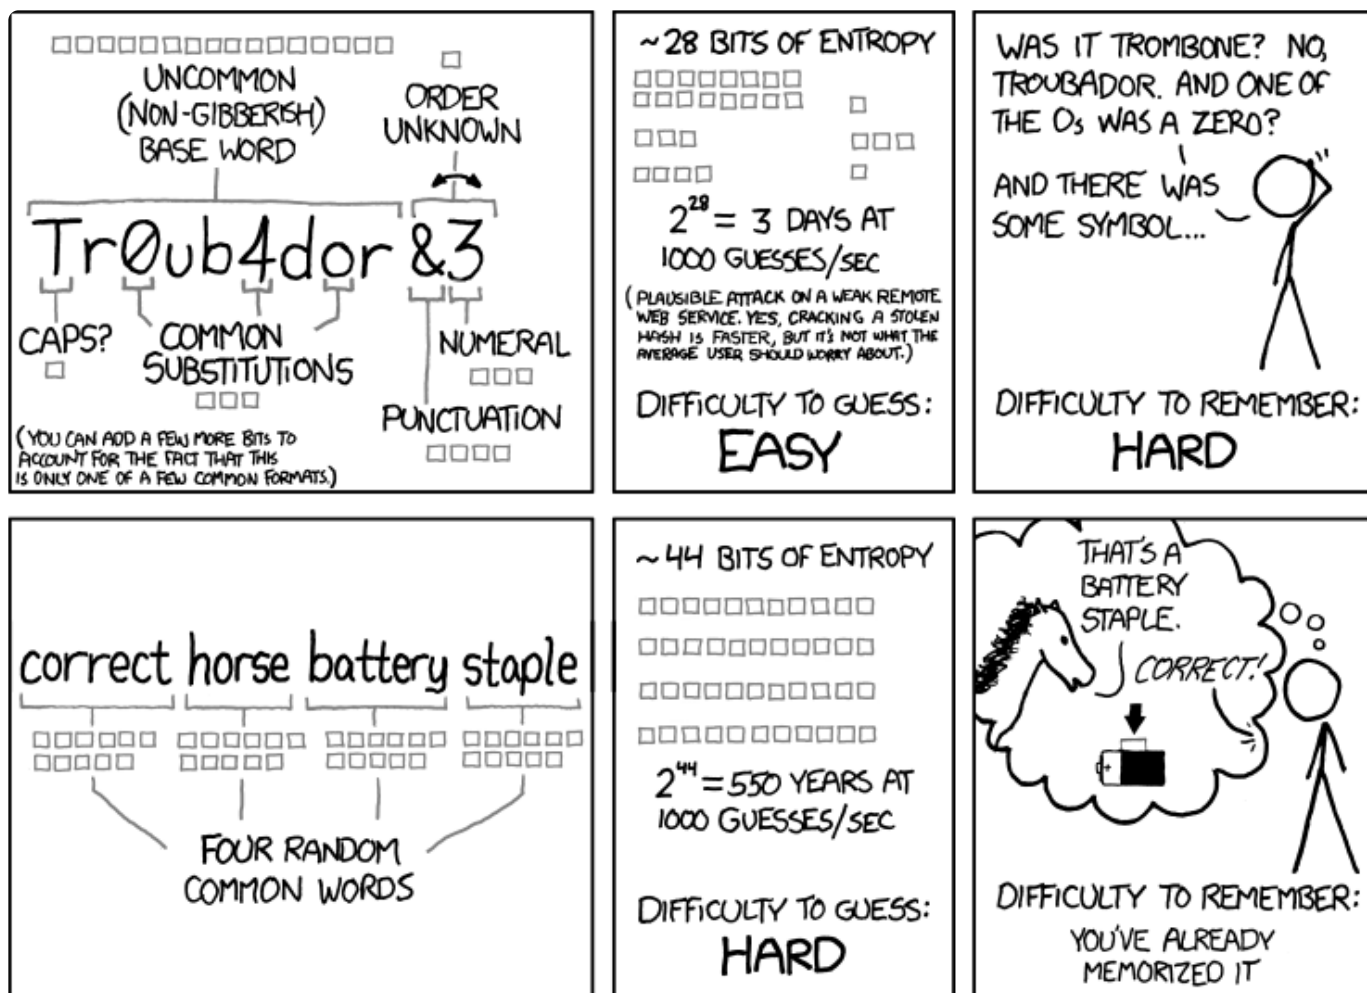 UNCOMMON
(NON-GIBBERISH)
BASE WORD
ORDER
UNKNOWN
Tr0ub4dor &3
CAPS?
COMMON
SUBSTITUTIONS
NUMERAL
PUNCTUATION
(YOU CAN ADD A FEW MORE BITS TO
ACCOUNT FOR THE FACT THAT THIS
IS ONLY ONE OF A FEW COMMON FORMATS.)
~28 BITS OF ENTROPY
2^28 = 3 DAYS AT
1000 GUESSES/SEC
(PLAUSIBLE ATTACK ON A WEAK REMOTE
WEB SERVICE. YES, CRACKING A STOLEN
HASH IS FASTER, BUT IT'S NOT WHAT THE
AVERAGE USER SHOULD WORRY ABOUT.)
DIFFICULTY TO GUESS:
EASY
WAS IT TROMBONE? NO,
TROUBADOR. AND ONE OF
THE Os WAS A ZERO?
AND THERE WAS
SOME SYMBOL...
DIFFICULTY TO REMEMBER:
HARD
correct horse battery staple
FOUR RANDOM
COMMON WORDS
~44 BITS OF ENTROPY
2^44 = 550 YEARS AT
1000 GUESSES/SEC
DIFFICULTY TO GUESS:
HARD
THAT'S A
BATTERY
STAPLE.
CORRECT!
+
DIFFICULTY TO REMEMBER:
YOU'VE ALREADY
MEMORIZED IT